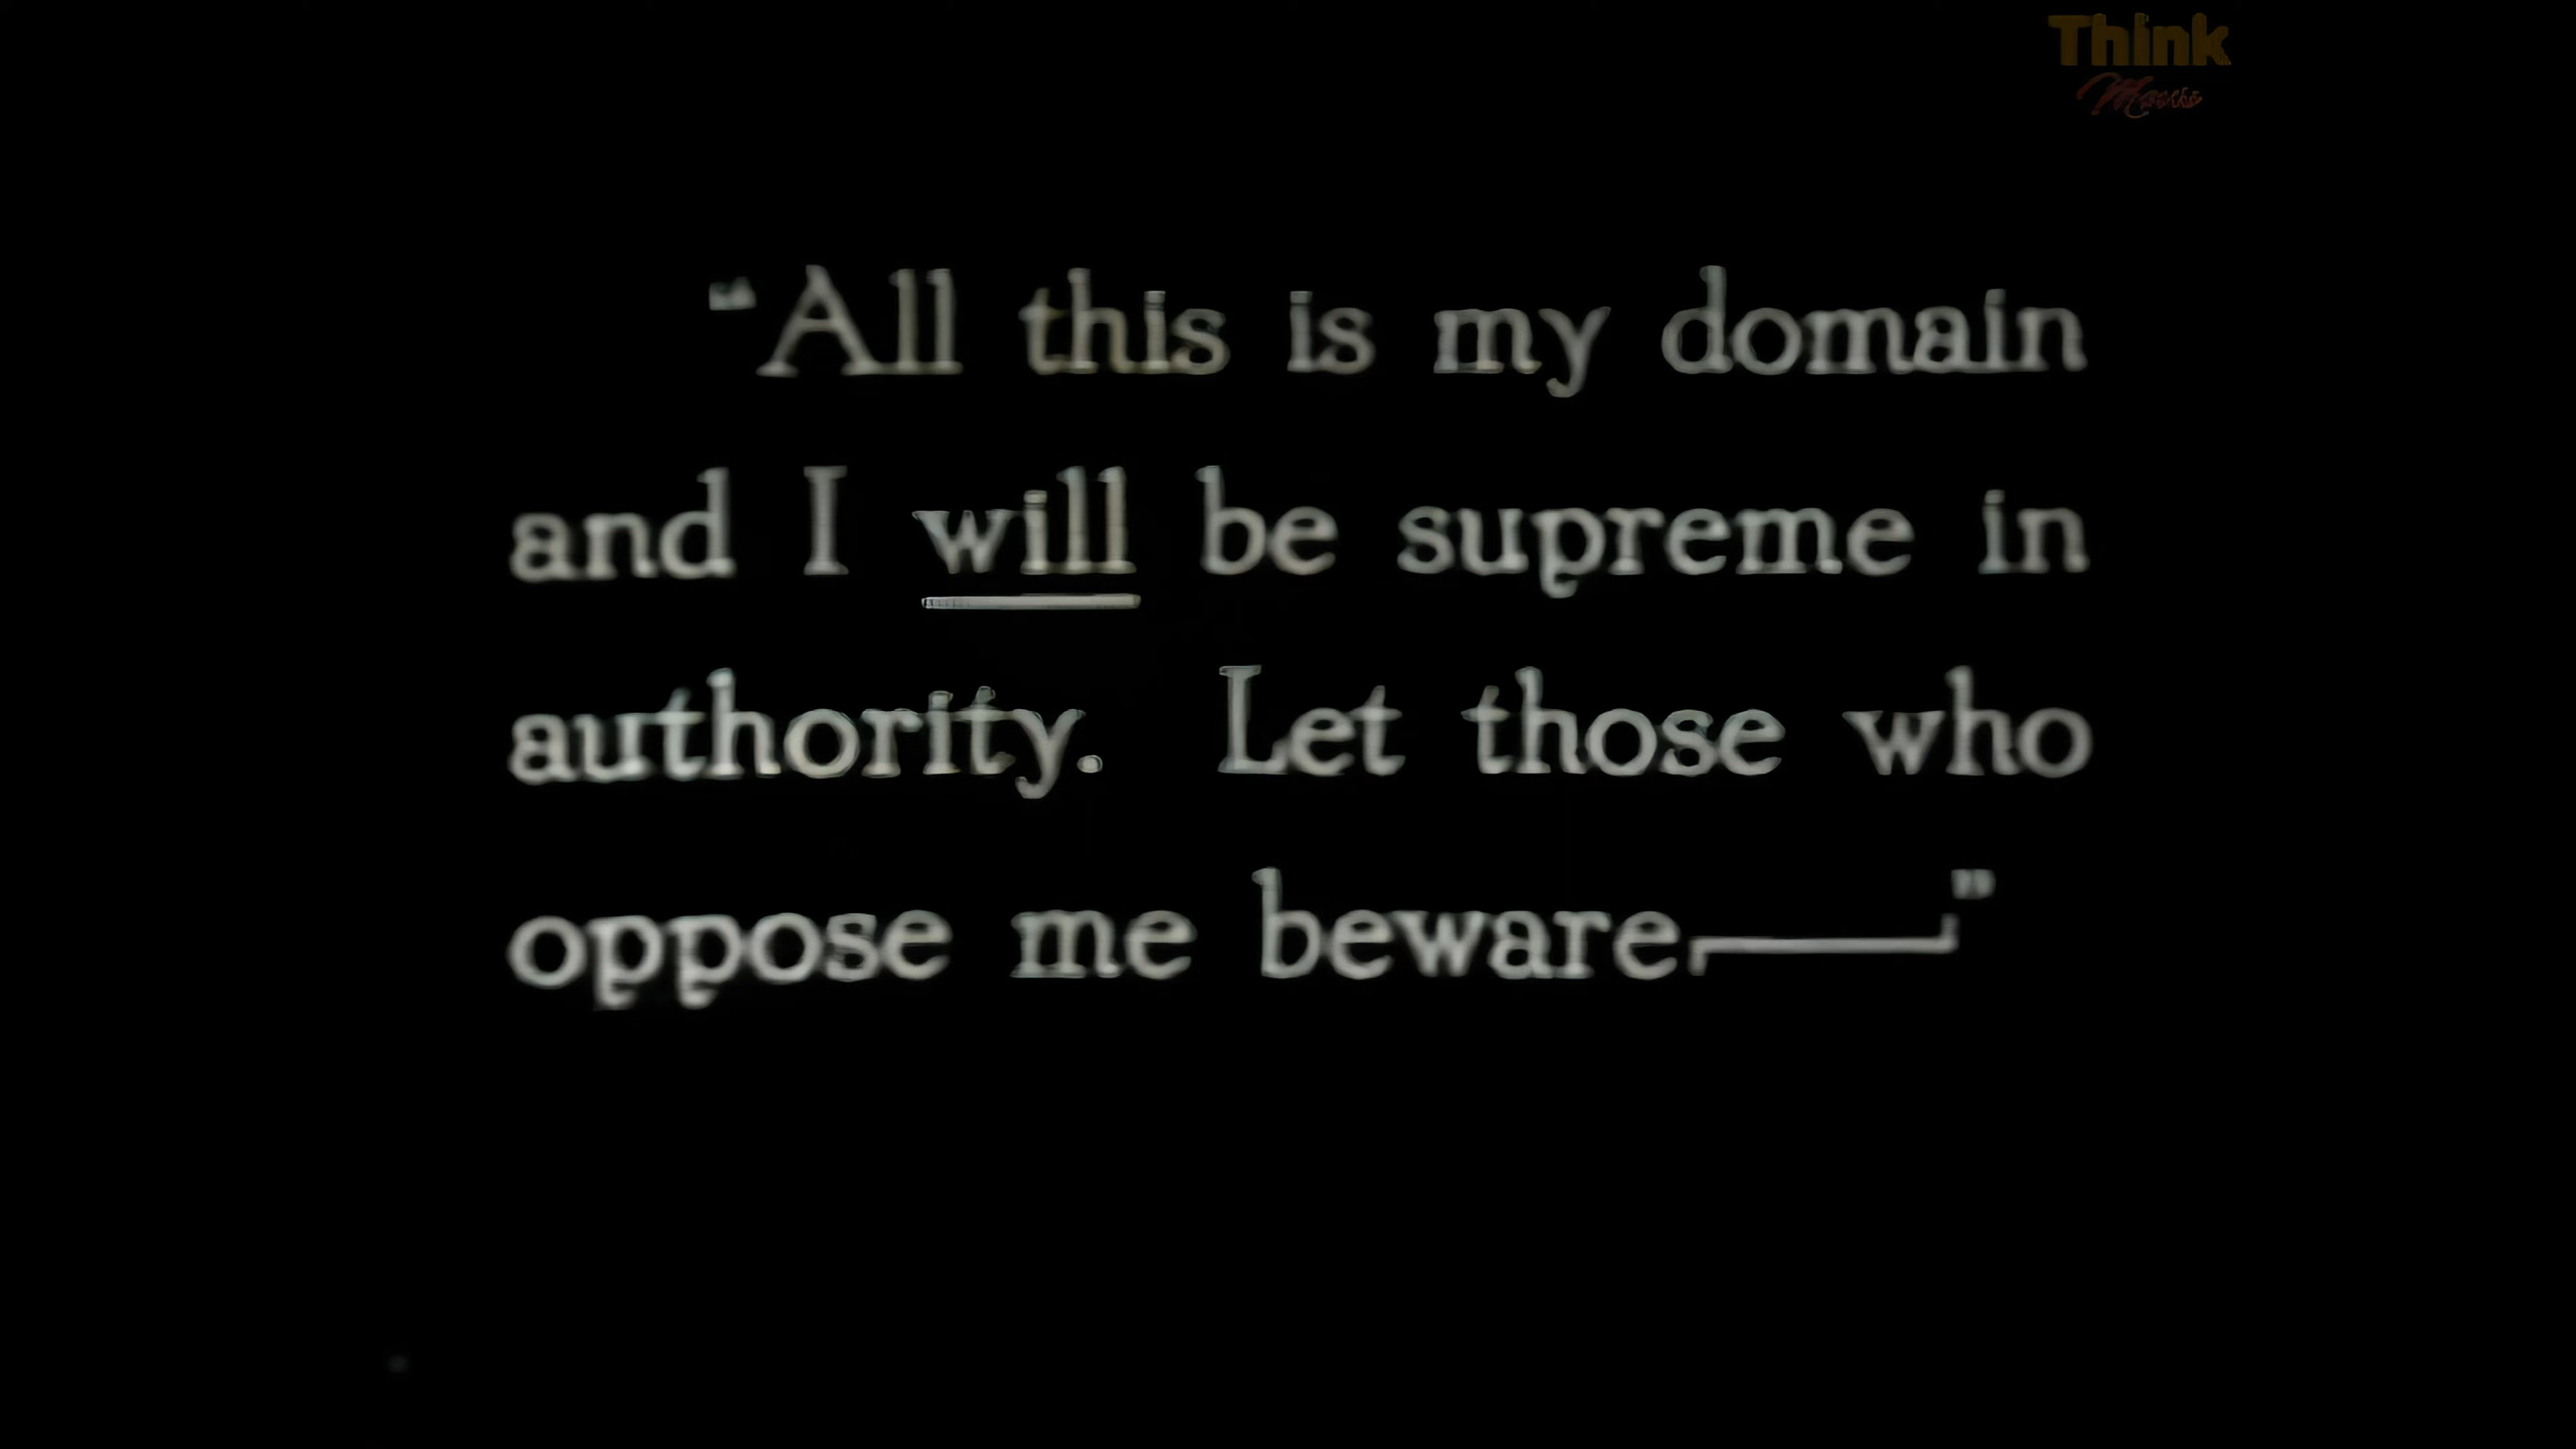 Think
“All this is my domain
and I will be supreme in
authority. Let those who
oppose me beware——”